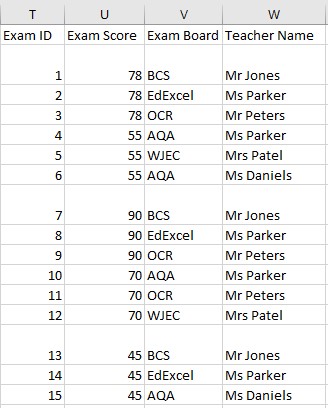 T U V W
Exam ID Exam Score Exam Board Teacher Name
1 78 BCS Mr Jones
2 78 EdExcel Ms Parker
3 78 OCR Mr Peters
4 55 AQA Ms Parker
5 55 WJEC Mrs Patel
6 55 AQA Ms Daniels
7 90 BCS Mr Jones
8 90 EdExcel Ms Parker
9 90 OCR Mr Peters
10 70 AQA Ms Parker
11 70 OCR Mr Peters
12 70 WJEC Mrs Patel
13 45 BCS Mr Jones
14 45 EdExcel Ms Parker
15 45 AQA Ms Daniels